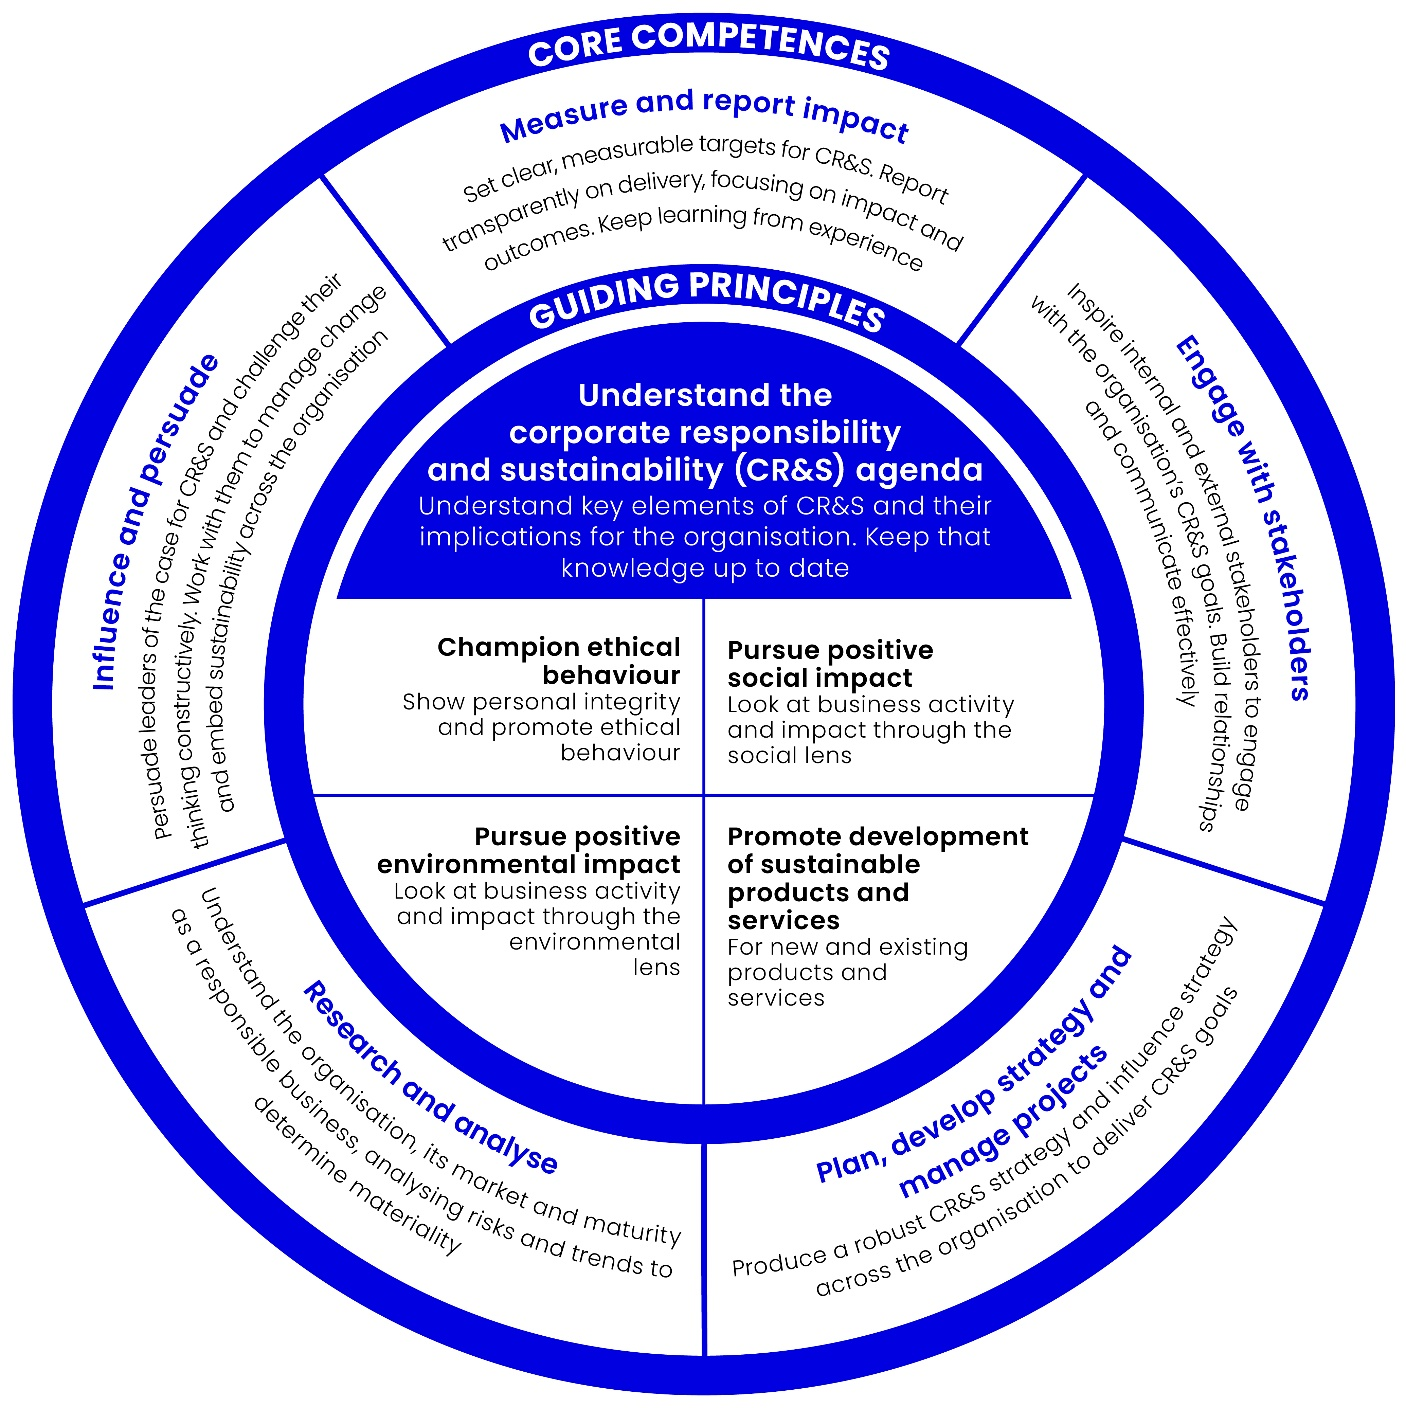 CORE COMPETENCES
Measure and report impact
Set clear, measurable targets for CR&S. Report
transparently on delivery, focusing on impact and
outcomes. Keep learning from experience
Engage with stakeholders
Inspire internal and external stakeholders to engage
with the organisation's CR&S goals. Build relationships
and communicate effectively
Plan, develop strategy and
manage projects
Produce a robust CR&S strategy and influence strategy
across the organisation to deliver CR&S goals
Research and analyse
Understand the organisation, its market and maturity
as a responsible business, analysing risks and trends to
determine materiality
Influence and persuade
Persuade leaders of the case for CR&S and challenge their
thinking constructively. Work with them to manage change
and embed sustainability across the organisation
GUIDING PRINCIPLES
Understand the
corporate responsibility
and sustainability (CR&S) agenda
Understand key elements of CR&S and their
implications for the organisation. Keep that
knowledge up to date
Champion ethical
behaviour
Show personal integrity
and promote ethical
behaviour
Pursue positive
social impact
Look at business activity
and impact through the
social lens
Pursue positive
environmental impact
Look at business activity
and impact through the
environmental
lens
Promote development
of sustainable
products and
services
For new and existing
products and
services